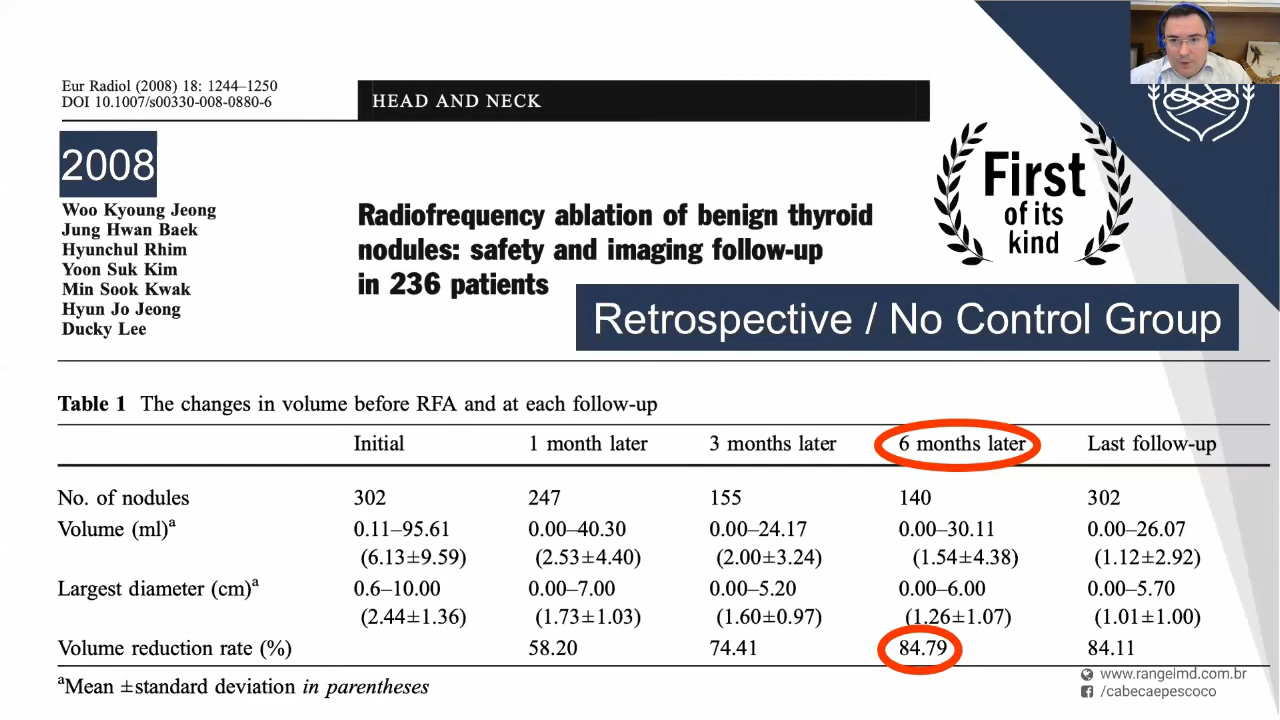 Eur Radiol (2008) 18: 1244–1250
DOI 10.1007/s00330-008-0880-6
HEAD AND NECK
2008
First
of its
kind
Woo Kyoung Jeong
Jung Hwan Baek
Hyunchul Rhim
Yoon Suk Kim
Min Sook Kwak
Hyun Jo Jeong
Ducky Lee
Radiofrequency ablation of benign thyroid
nodules: safety and imaging follow-up
in 236 patients
Retrospective / No Control Group
Table 1 The changes in volume before RFA and at each follow-up
Initial 1 month later 3 months later 6 months later Last follow-up
No. of nodules 302 247 155 140 302
Volume (ml)a 0.11–95.61 0.00–40.30 0.00–24.17 0.00–30.11 0.00–26.07
(6.13±9.59) (2.53±4.40) (2.00±3.24) (1.54±4.38) (1.12±2.92)
Largest diameter (cm)a 0.6–10.00 0.00–7.00 0.00–5.20 0.00–6.00 0.00–5.70
(2.44±1.36) (1.73±1.03) (1.60±0.97) (1.26±1.07) (1.01±1.00)
Volume reduction rate (%) 58.20 74.41 84.79 84.11
aMean ±standard deviation in parentheses
www.rangelmd.com.br
/cabecaepescoco